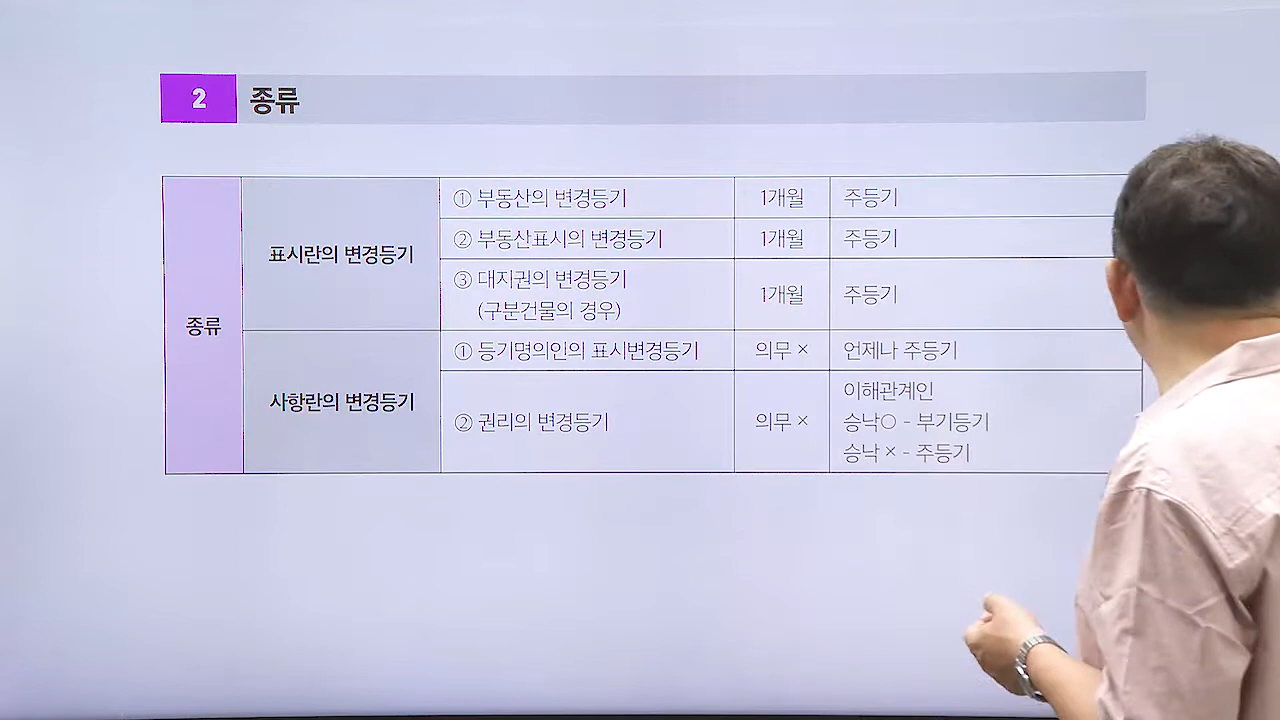 2 종류
종류
표시란의 변경등기
① 부동산의 변경등기 1개월 주등기
② 부동산표시의 변경등기 1개월 주등기
③ 대지권의 변경등기
(구분건물의 경우) 1개월 주등기
사항란의 변경등기
① 등기명의인의 표시변경등기 의무 × 언제나 주등기
② 권리의 변경등기 의무 ×
이해관계인
승낙○ - 부기등기
승낙 × - 주등기